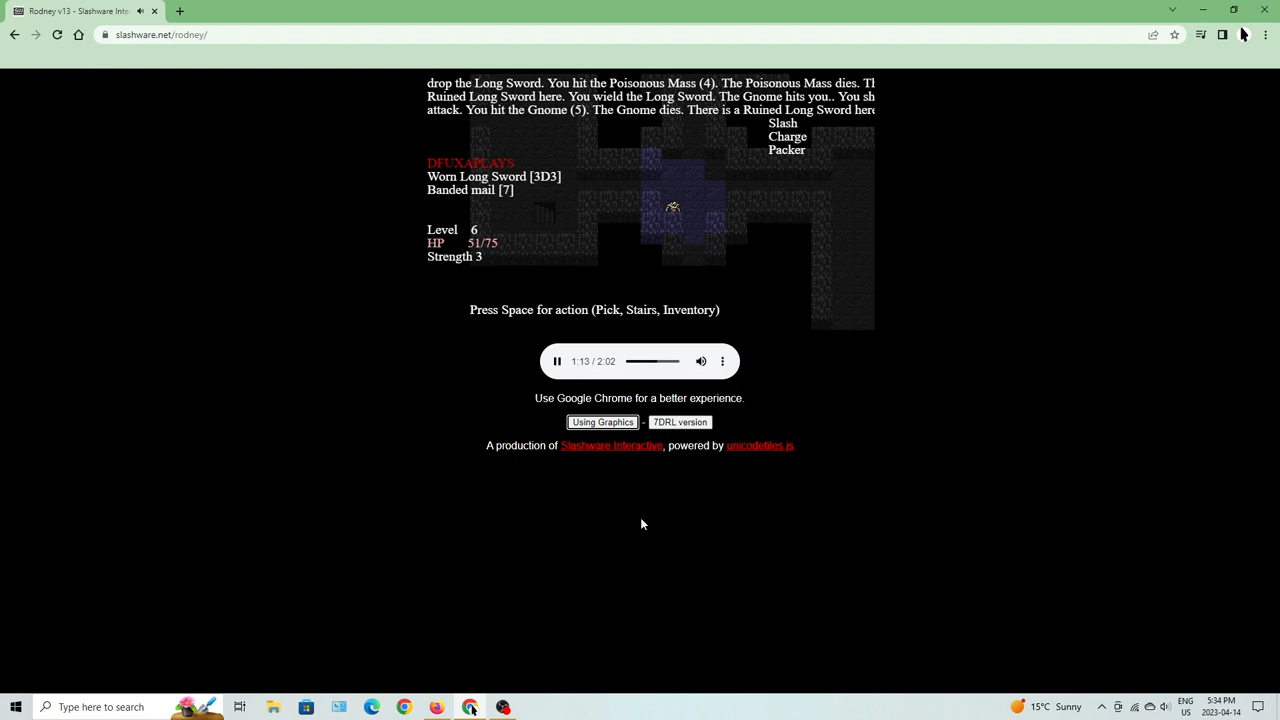 Rodney v13 - Slashware Inte
slashware.net/rodney/
drop the Long Sword. You hit the Poisonous Mass (4). The Poisonous Mass dies. Th
Ruined Long Sword here. You wield the Long Sword. The Gnome hits you.. You sh
attack. You hit the Gnome (5). The Gnome dies. There is a Ruined Long Sword here
Slash
Charge
Packer
DFUXAPLAYS
Worn Long Sword [3D3]
Banded mail [7]
Level 6
HP 51/75
Strength 3
Press Space for action (Pick, Stairs, Inventory)
1:13 / 2:02
Use Google Chrome for a better experience.
Using Graphics - 7DRL version
A production of Slashware Interactive, powered by unicodetiles.js
Type here to search
15°C Sunny
ENG
US
5:34 PM
2023-04-14